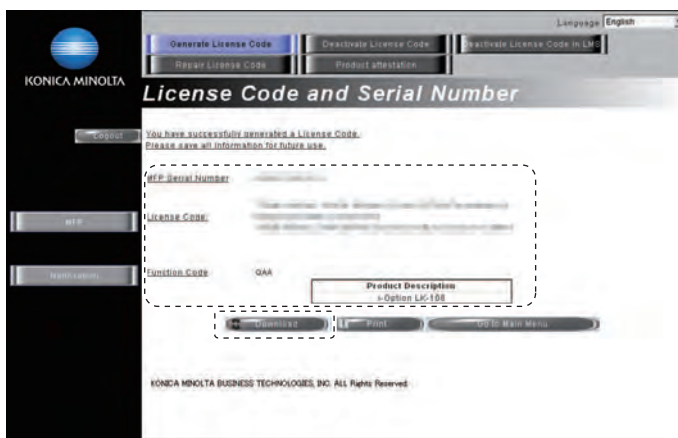 Language English
Generate License Code
Deactivate License Code
Deactivate License Code in LMS
Repair License Code
Product attestation
KONICA MINOLTA
License Code and Serial Number
Logout
You have successfully generated a License Code.
Please save all information for future use.
MFP Serial Number
License Code:
MFP
Notification
Function Code
QAA
Product Description
Option LK-108
Download
Print
Go to Main Menu
KONICA MINOLTA BUSINESS TECHNOLOGIES, INC. ALL Rights Reserved.